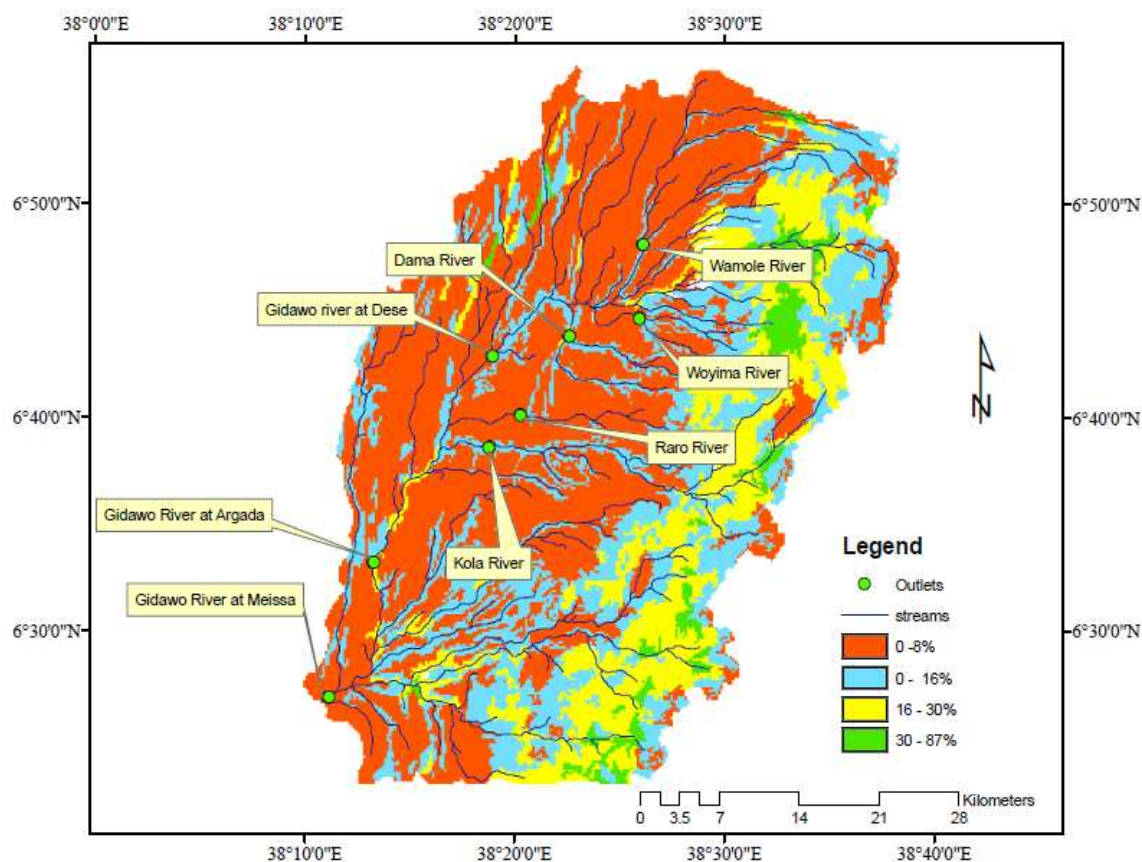 38°0'0"E 38°10'0"E 38°20'0"E 38°30'0"E
6°50'0"N 6°50'0"N
Dama River Wamole River
Gidawo river at Dese
Woyima River
6°40'0"N 6°40'0"N
Raro River
Gidawo River at Argada
Kola River
Gidawo River at Meissa
6°30'0"N 6°30'0"N
N
Legend
Outlets
streams
0 -8%
0 - 16%
16 - 30%
30 - 87%
Kilometers
0 3.5 7 14 21 28
38°10'0"E 38°20'0"E 38°30'0"E 38°40'0"E